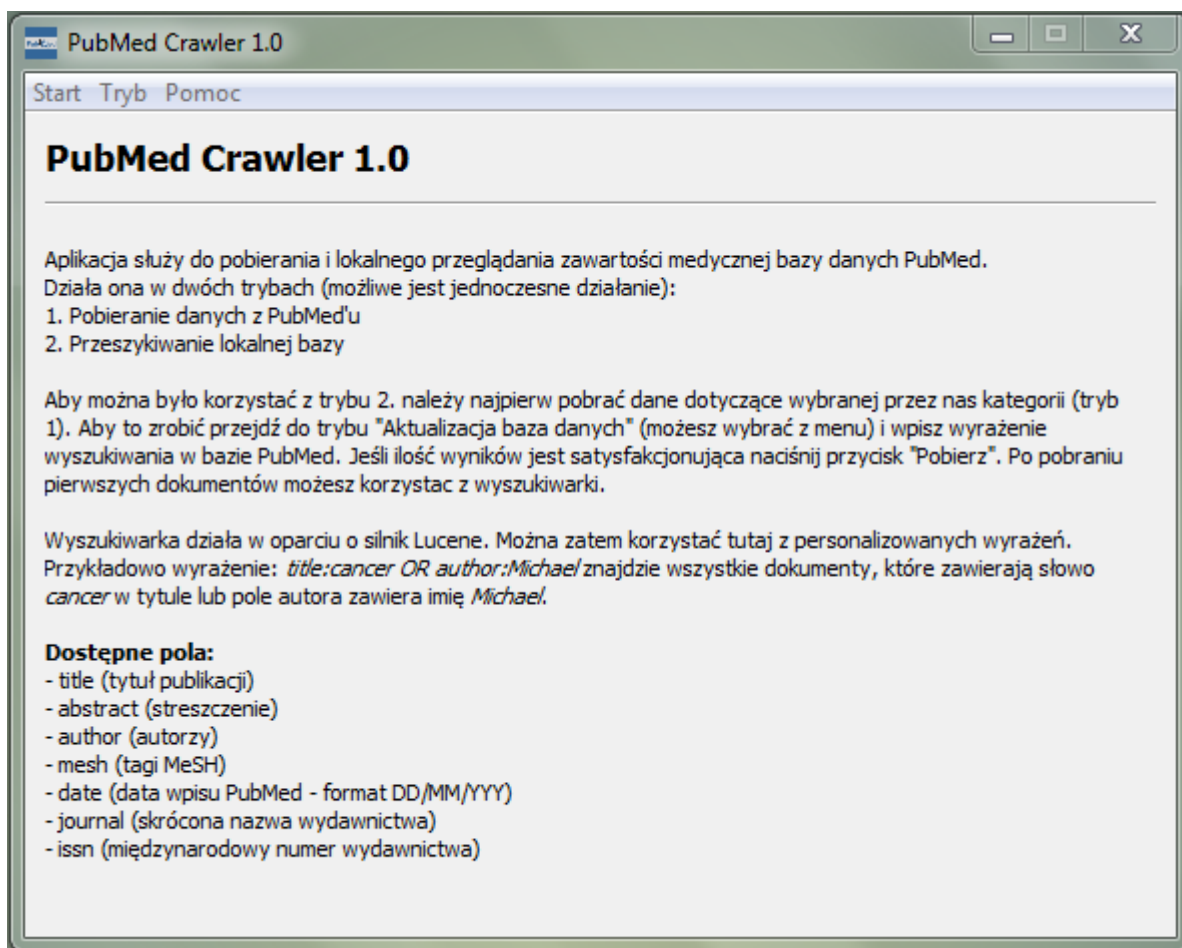 PubMed Crawler 1.0
Start Tryb Pomoc
PubMed Crawler 1.0
Aplikacja służy do pobierania i lokalnego przeglądania zawartości medycznej bazy danych PubMed.
Działa ona w dwóch trybach (możliwe jest jednoczesne działanie):
1. Pobieranie danych z PubMed'u
2. Przeszykiwanie lokalnej bazy
Aby można było korzystać z trybu 2. należy najpierw pobrać dane dotyczące wybranej przez nas kategorii (tryb
1). Aby to zrobić przejdź do trybu "Aktualizacja baza danych" (możesz wybrać z menu) i wpisz wyrażenie
wyszukiwania w bazie PubMed. Jeśli ilość wyników jest satysfakcjonująca naciśnij przycisk "Pobierz". Po pobraniu
pierwszych dokumentów możesz korzystac z wyszukiwarki.
Wyszukiwarka działa w oparciu o silnik Lucene. Można zatem korzystać tutaj z personalizowanych wyrażeń.
Przykładowo wyrażenie: title:cancer OR author:Michael znajdzie wszystkie dokumenty, które zawierają słowo
cancer w tytule lub pole autora zawiera imię Michael.
Dostępne pola:
- title (tytuł publikacji)
- abstract (streszczenie)
- author (autorzy)
- mesh (tagi MeSH)
- date (data wpisu PubMed - format DD/MM/YYY)
- journal (skrócona nazwa wydawnictwa)
- issn (międzynarodowy numer wydawnictwa)